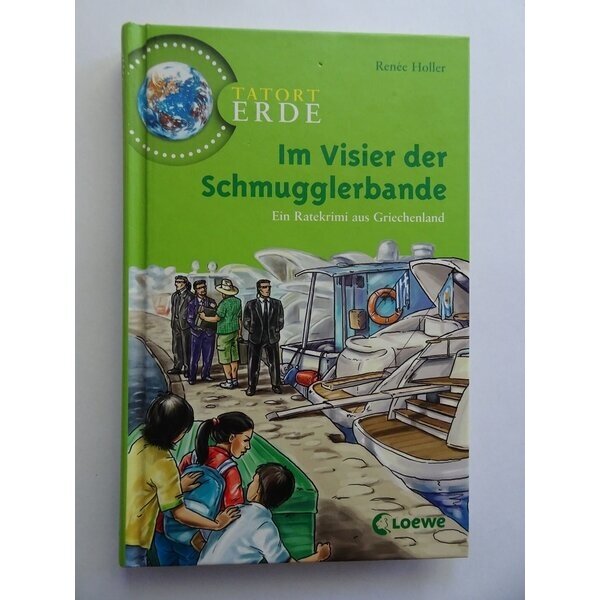 Renée Holler
TATORT
ERDE
Im Visier der
Schmugglerbande
Ein Ratekrimi aus Griechenland
Loewe